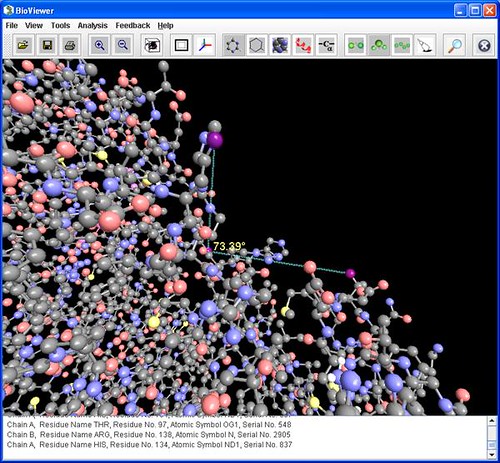 BioViewer
File View Tools Analysis Feedback Help
-Cα-
73.39°
Chain A, Residue Name THR, Residue No. 97, Atomic Symbol OG1, Serial No. 548
Chain B, Residue Name ARG, Residue No. 138, Atomic Symbol N, Serial No. 2905
Chain A, Residue Name HIS, Residue No. 134, Atomic Symbol ND1, Serial No. 837